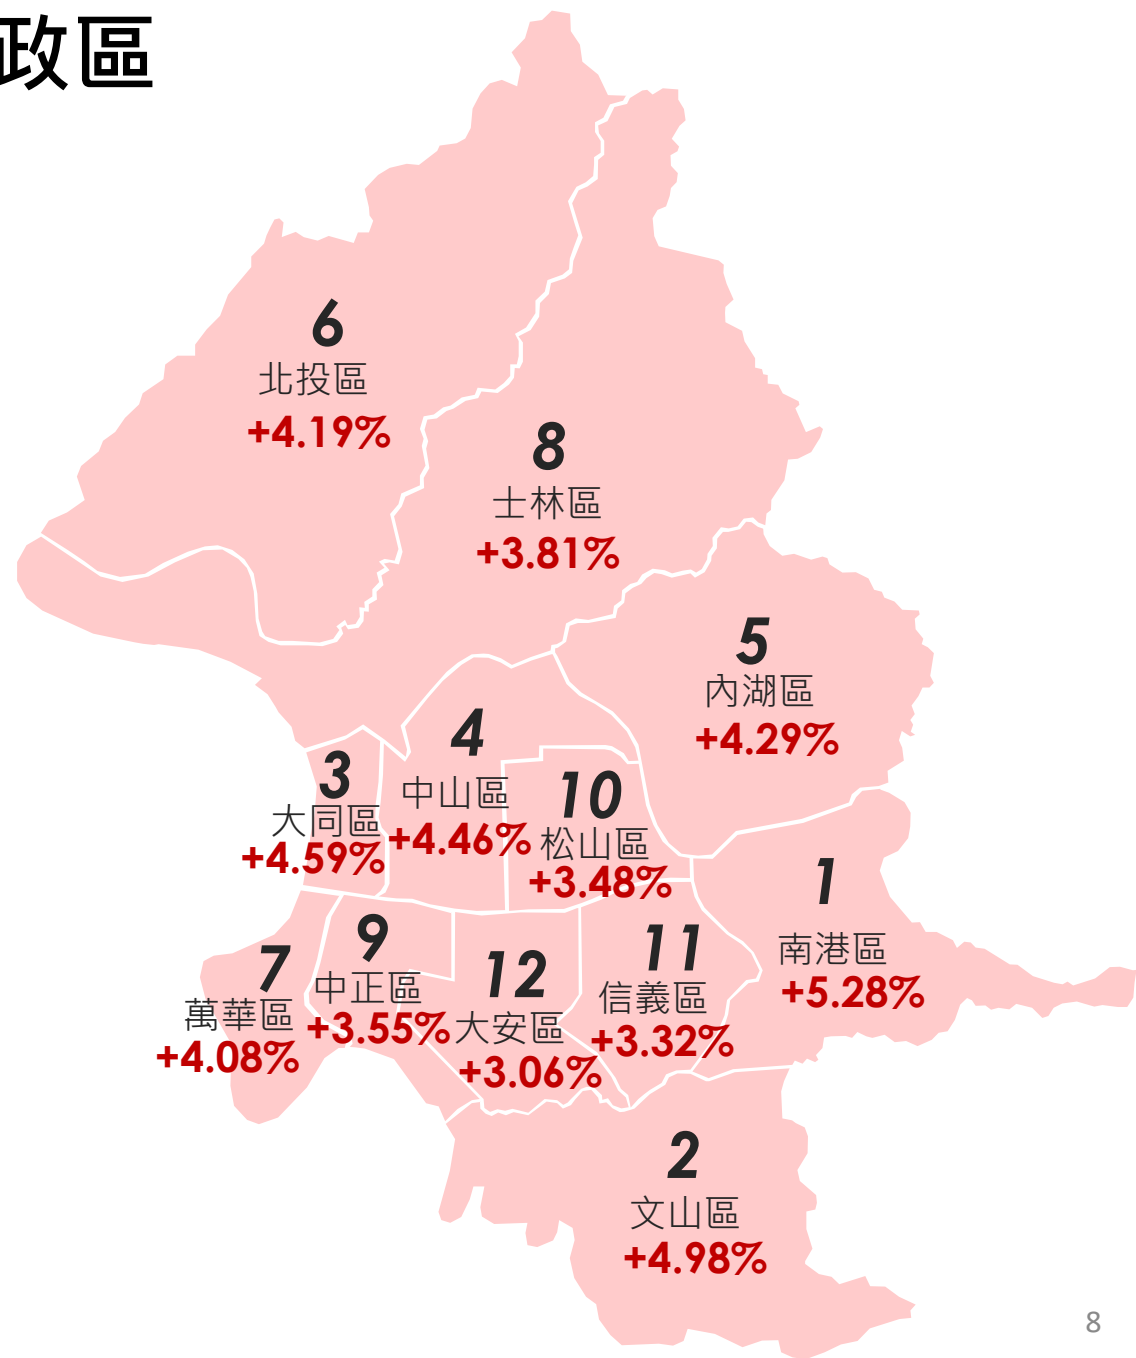 政區
6
北投區
+4.19%
8
士林區
+3.81%
5
內湖區
+4.29%
4
中山區
+4.46%
3
大同區
+4.59%
10
松山區
+3.48%
1
南港區
+5.28%
9
中正區
+3.55%
7
萬華區
+4.08%
12
大安區
+3.06%
11
信義區
+3.32%
2
文山區
+4.98%
8